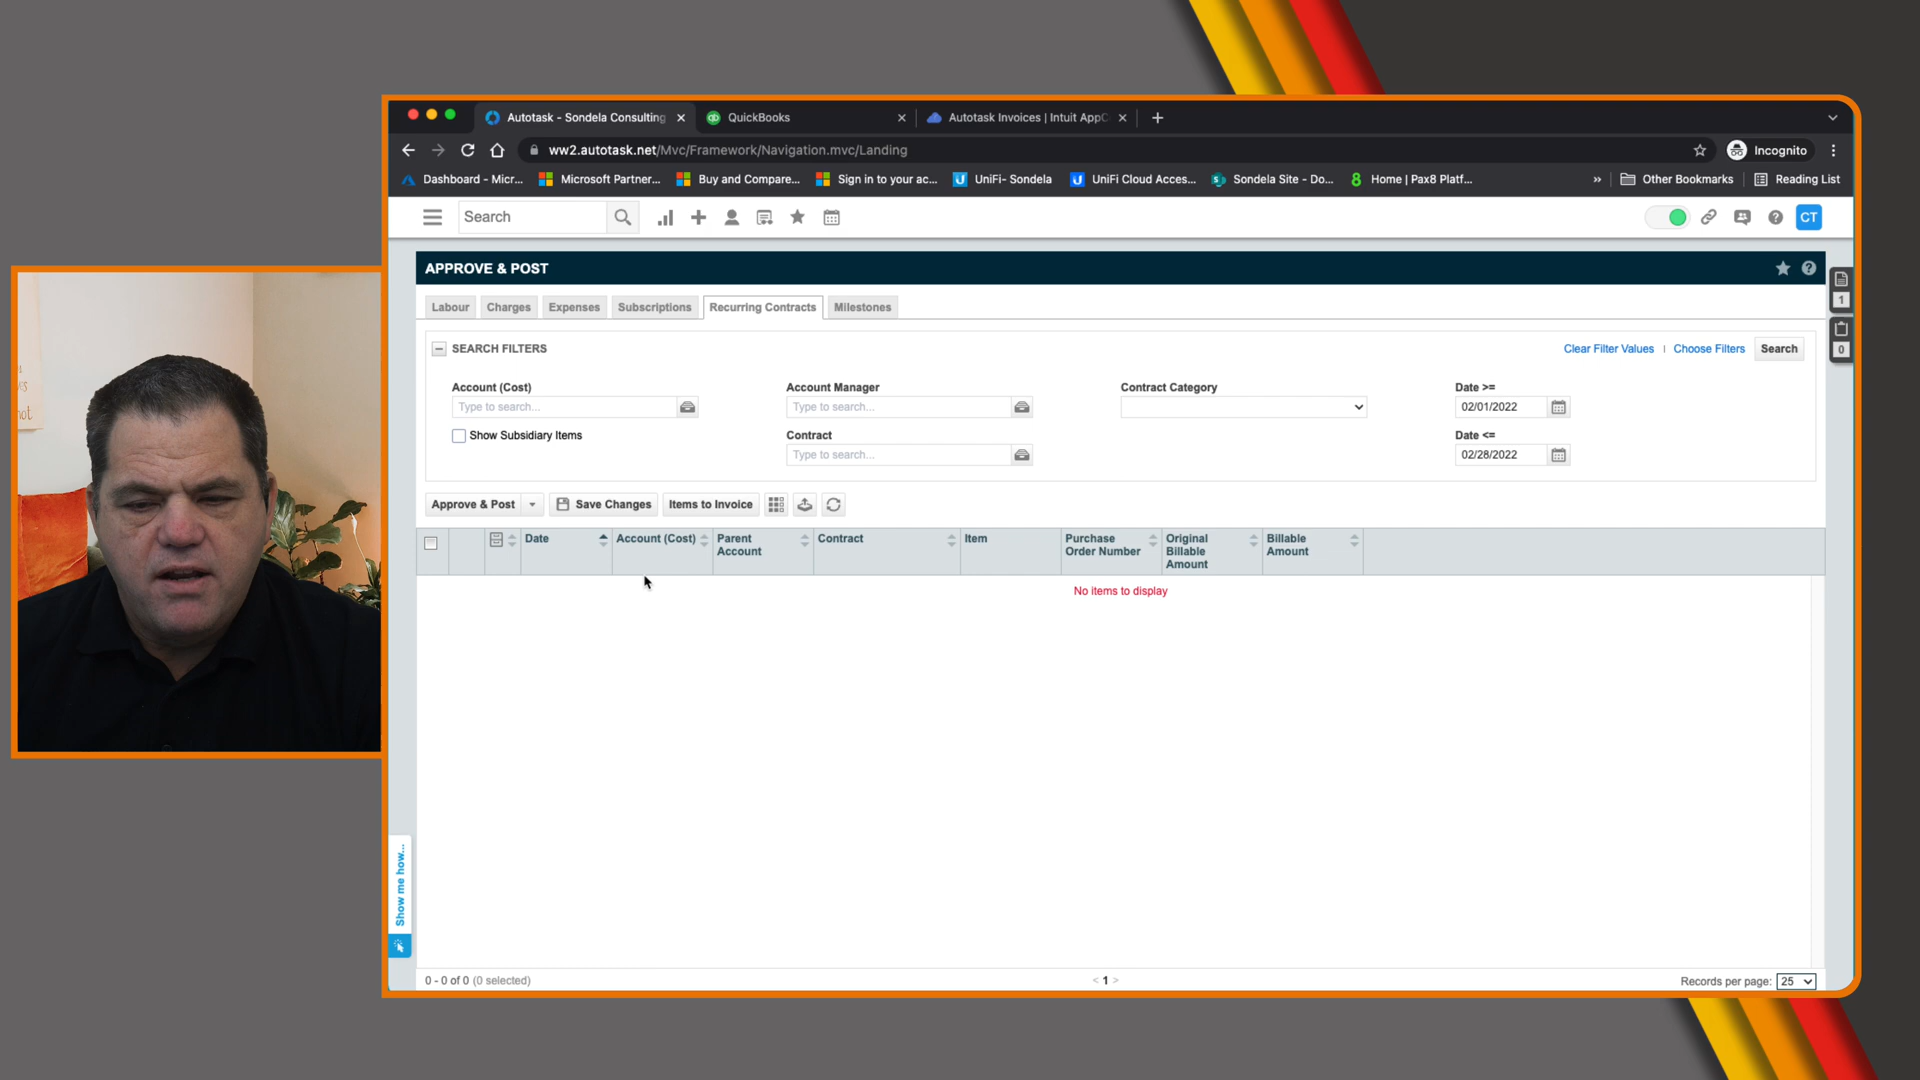 Autotask - Sondela Consulting
QuickBooks
Autotask Invoices | Intuit AppC
ww2.autotask.net/Mvc/Framework/Navigation.mvc/Landing
Incognito
Dashboard - Micr...
Microsoft Partner...
Buy and Compare...
Sign in to your ac...
UniFi- Sondela
UniFi Cloud Acces...
Sondela Site - Do...
Home | Pax8 Platf...
»
Other Bookmarks
Reading List
Search
CT
APPROVE & POST
1
0
Labour
Charges
Expenses
Subscriptions
Recurring Contracts
Milestones
SEARCH FILTERS
Clear Filter Values | Choose Filters
Search
Account (Cost)
Type to search...
Show Subsidiary Items
Account Manager
Type to search...
Contract
Type to search...
Contract Category
Date >=
02/01/2022
Date <=
02/28/2022
Approve & Post
Save Changes
Items to Invoice
Date
Account (Cost)
Parent
Account
Contract
Item
Purchase
Order Number
Original
Billable
Amount
Billable
Amount
No items to display
Show me how...
0 - 0 of 0 (0 selected)
< 1 >
Records per page: 25